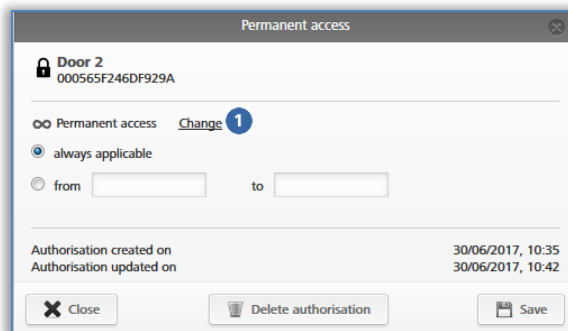 Permanent access
Door 2
000565F246DF929A
Permanent access Change 1
always applicable
from to
Authorisation created on 30/06/2017, 10:35
Authorisation updated on 30/06/2017, 10:42
Close Delete authorisation Save